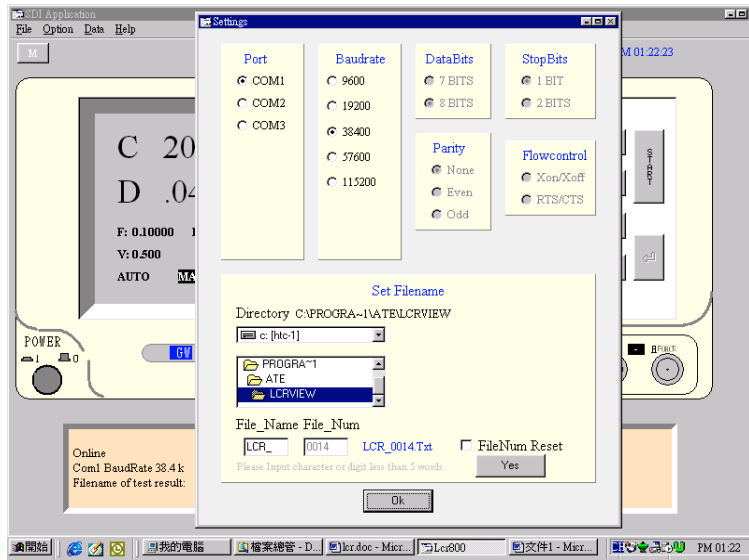 SDI Application
File Option Data Help
M
PM 01:22:23
C 20
D .04
F: 0.10000
V: 0.500
AUTO MA
POWER
1 0
GW
START
FUNCT.
Online
Com1 BaudRate 38.4 k
Filename of test result:
Settings
Port
COM1
COM2
COM3
Baudrate
9600
19200
38400
57600
115200
DataBits
7 BITS
8 BITS
StopBits
1 BIT
2 BITS
Parity
None
Even
Odd
Flowcontrol
Xon/Xoff
RTS/CTS
Set Filename
Directory C:\PROGRA~1\ATE\LCRVIEW
c: [htc-1]
PROGRA~1
ATE
LCRVIEW
File_Name File_Num
LCR_ 0014 LCR_0014.Txt FileNum Reset
Please Input character or digit less than 5 words.
Yes
Ok
開始 我的電腦 檔案總管 - D... lcr.doc - Micr... Lcr800 文件1 - Micr... PM 01:22